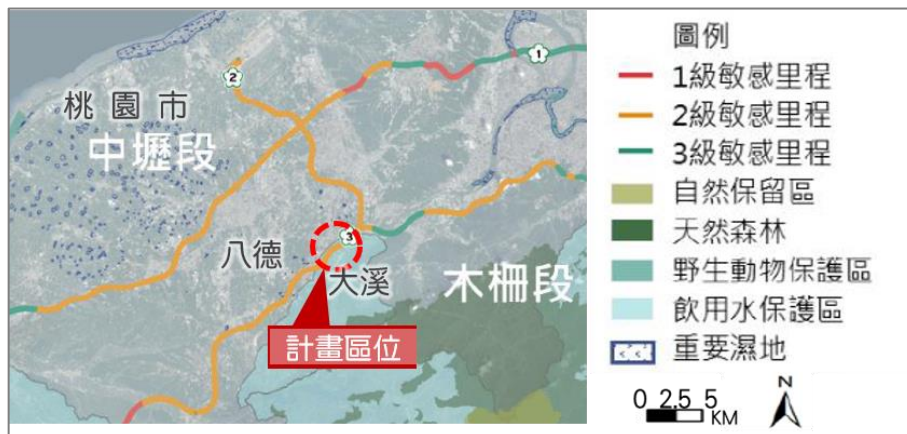 桃園市
中壢段
八德
大溪
木柵段
計畫區位
1
2
3
圖例
1級敏感里程
2級敏感里程
3級敏感里程
自然保留區
天然森林
野生動物保護區
飲用水保護區
重要濕地
0 2.5 5
KM
N